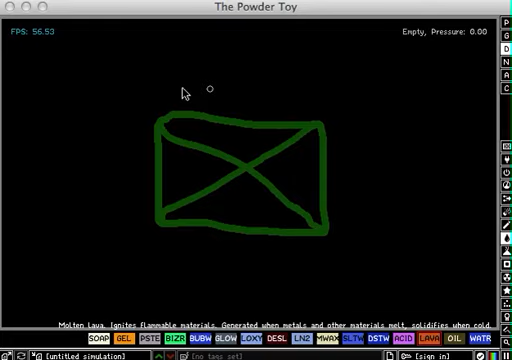 The Powder Toy
FPS: 56.53
Empty, Pressure: 0.00
P
G
D
N
A
C
Molten Lava. Ignites flammable materials. Generated when metals and other materials melt, solidifies when cold.
SOAP GEL PSTE BIZR BUBW GLOW LOXY DESL LN2 MWAX SLTW DSTW ACID LAVA OIL WATR
[untitled simulation] [no tags set] [sign in]